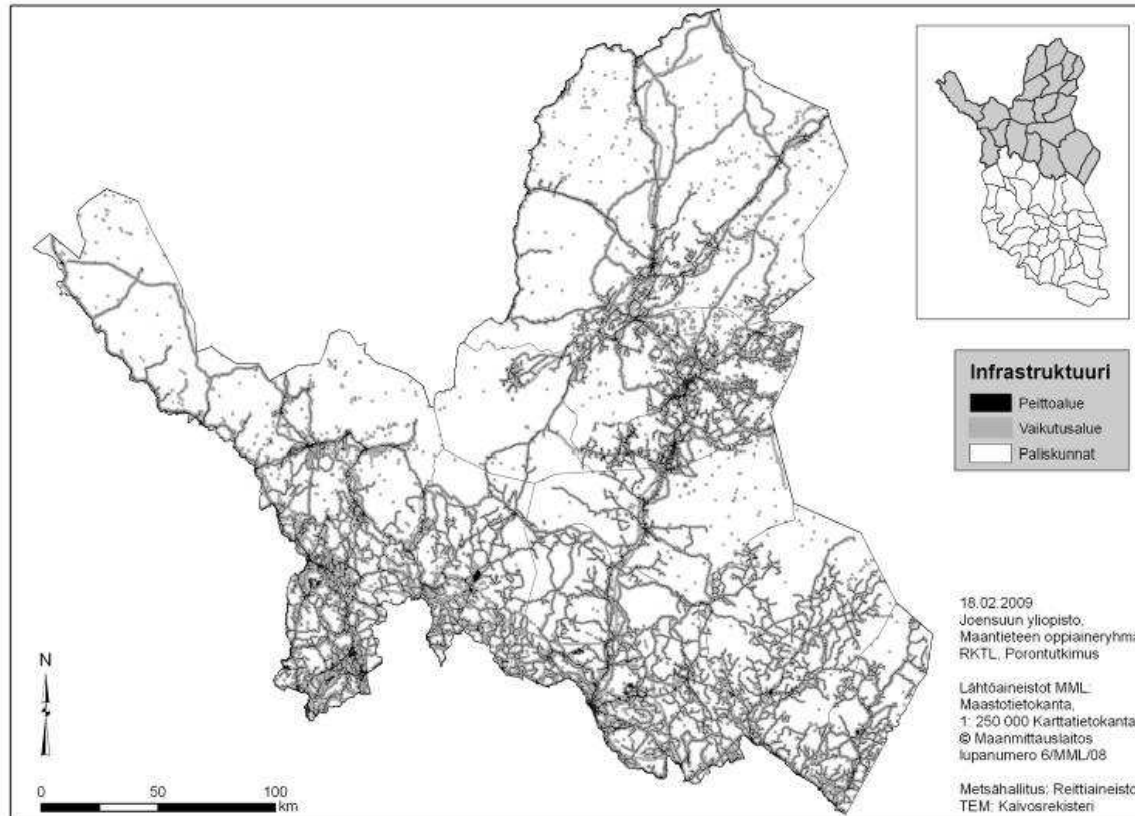 Infrastruktuuri
Peittoalue
Vaikutusalue
Paliskunnat
18.02.2009
Joensuun yliopisto,
Maantieteen oppiaineryhmä
RKTL, Porontutkimus
Lähtöaineistot MML:
Maastotietokanta,
1: 250 000 Karttatietokanta
© Maanmittauslaitos
lupanumero 6/MML/08
Metsähallitus: Reittiaineisto
TEM: Kaivosrekisteri
N
0 50 100
km